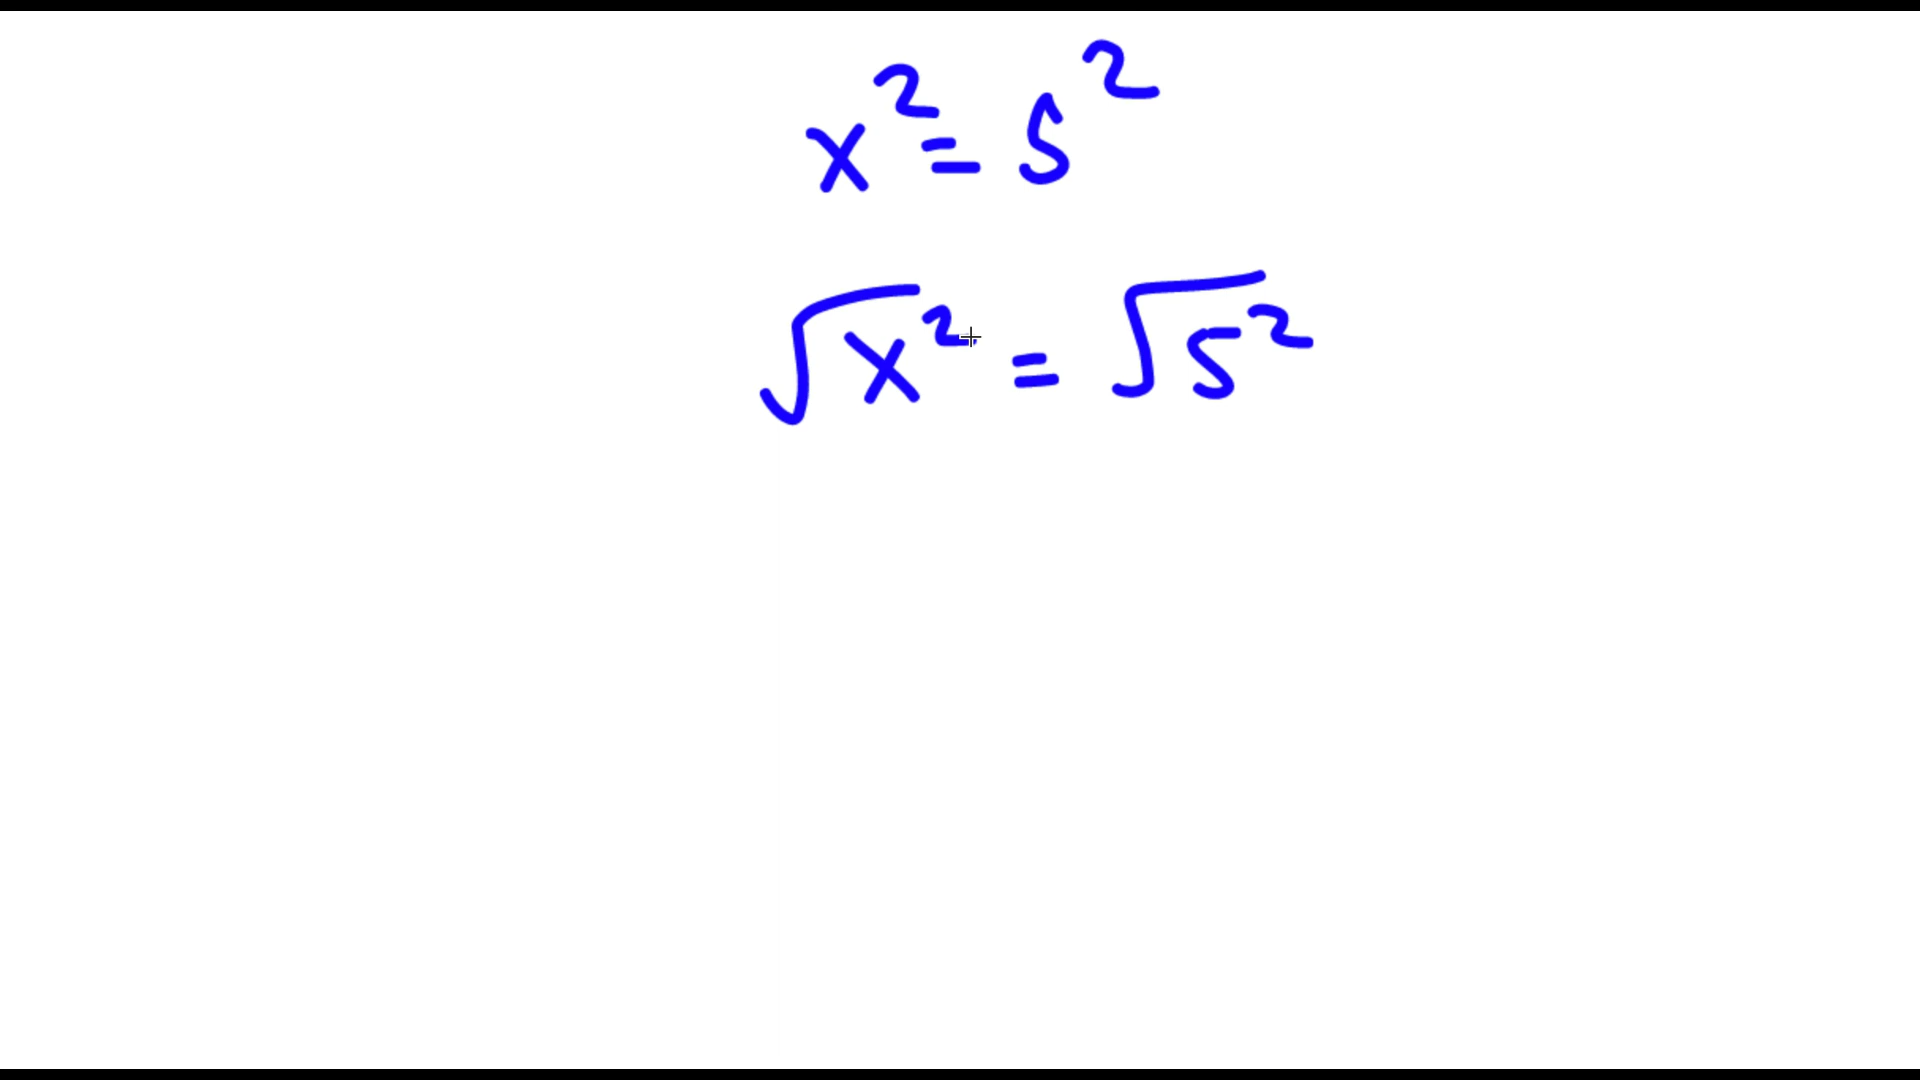 x² = 5²
√x² = √5²